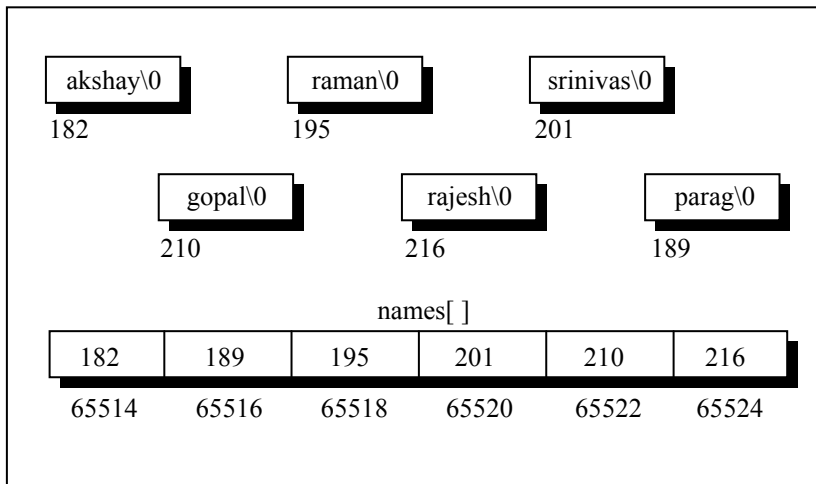 akshay\0 raman\0 srinivas\0
182 195 201
gopal\0 rajesh\0 parag\0
210 216 189
names[ ]
182 189 195 201 210 216
65514 65516 65518 65520 65522 65524